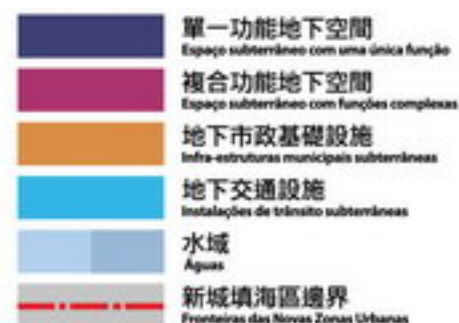 單一功能地下空間
Espaço subterrâneo com uma única função
複合功能地下空間
Espaço subterrâneo com funções complexas
地下市政基礎設施
Infra-estruturas municipais subterrâneas
地下交通設施
Instalações de trânsito subterrâneas
水域
Águas
新城填海區邊界
Fronteiras das Novas Zonas Urbanas